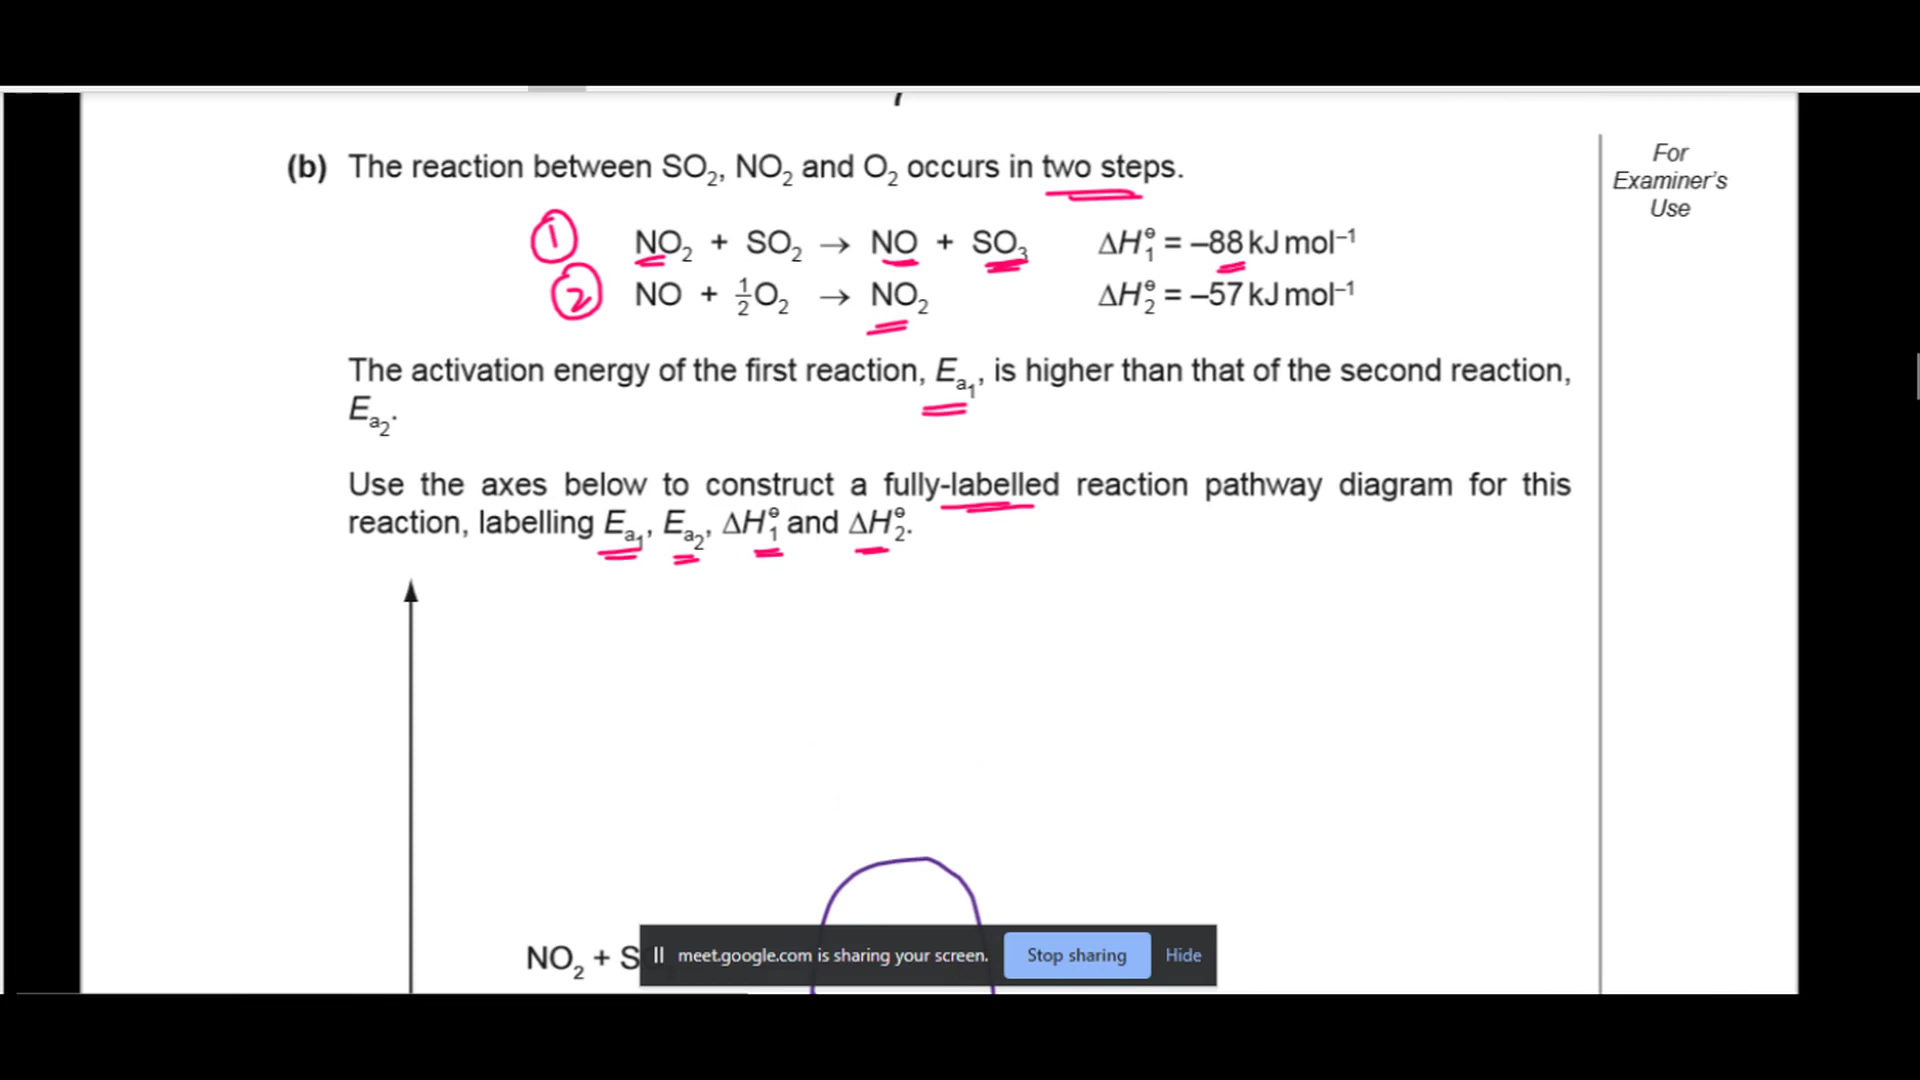 (b) The reaction between SO₂, NO₂ and O₂ occurs in two steps.
For
Examiner's
Use
① NO₂ + SO₂ → NO + SO₃ ΔH₁⦵ = –88 kJ mol⁻¹
② NO + ½O₂ → NO₂ ΔH₂⦵ = –57 kJ mol⁻¹
The activation energy of the first reaction, Eₐ₁, is higher than that of the second reaction,
Eₐ₂.
Use the axes below to construct a fully-labelled reaction pathway diagram for this
reaction, labelling Eₐ₁, Eₐ₂, ΔH₁⦵ and ΔH₂⦵.
NO₂ + S
meet.google.com is sharing your screen. Stop sharing Hide